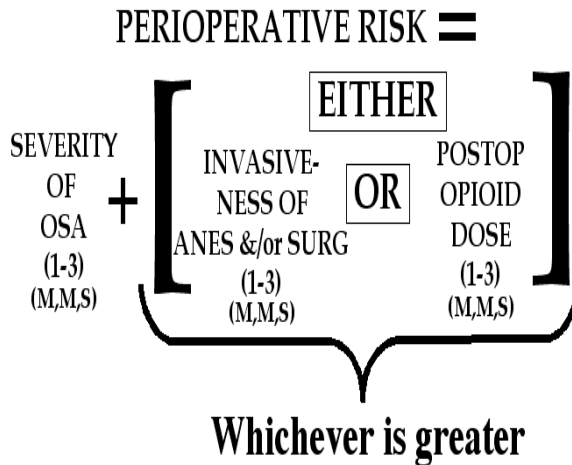 PERIOPERATIVE RISK =
EITHER
SEVERITY
OF
OSA
(1-3)
(M,M,S)
+
INVASIVE-
NESS OF
ANES &/or SURG
(1-3)
(M,M,S)
OR
POSTOP
OPIOID
DOSE
(1-3)
(M,M,S)
Whichever is greater